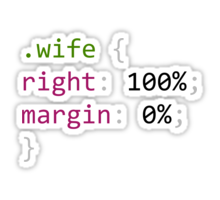 .wife {
right: 100%;
margin: 0%;
}